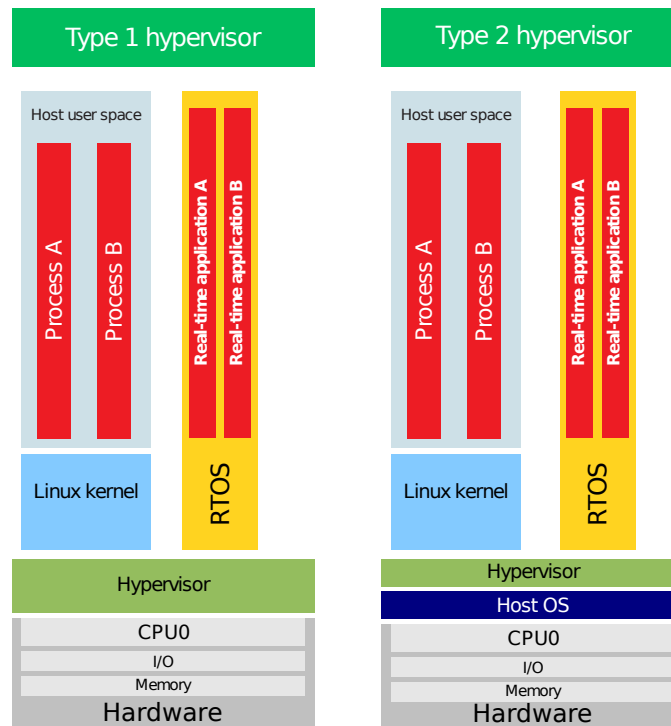 Type 1 hypervisor
Host user space
Process A
Process B
Real-time application A
Real-time application B
Linux kernel
RTOS
Hypervisor
CPU0
I/O
Memory
Hardware
Type 2 hypervisor
Host user space
Process A
Process B
Real-time application A
Real-time application B
Linux kernel
RTOS
Hypervisor
Host OS
CPU0
I/O
Memory
Hardware